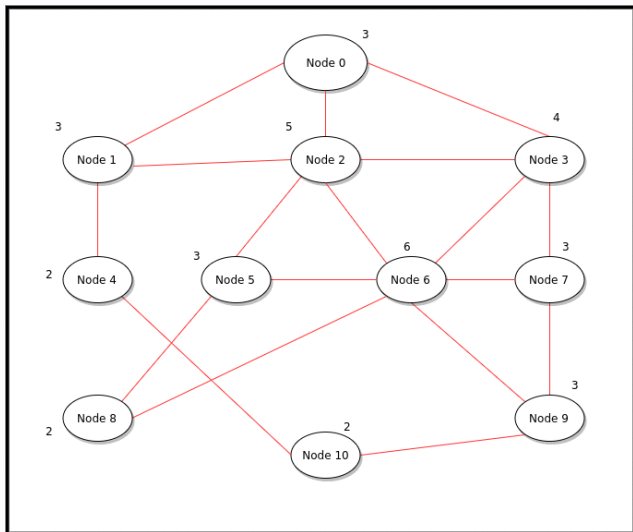 3
Node 0
3
5
4
Node 1
Node 2
Node 3
2
3
6
3
Node 4
Node 5
Node 6
Node 7
3
Node 8
2
Node 9
2
Node 10